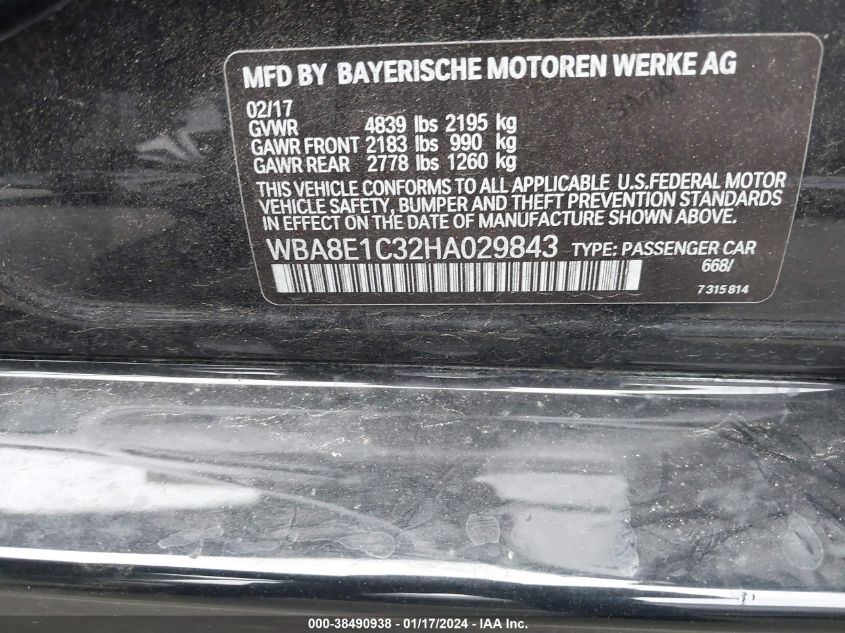 MFD BY BAYERISCHE MOTOREN WERKE AG
02/17
GVWR 4839 lbs 2195 kg
GAWR FRONT 2183 lbs 990 kg
GAWR REAR 2778 lbs 1260 kg
THIS VEHICLE CONFORMS TO ALL APPLICABLE U.S.FEDERAL MOTOR
VEHICLE SAFETY, BUMPER AND THEFT PREVENTION STANDARDS
IN EFFECT ON THE DATE OF MANUFACTURE SHOWN ABOVE.
WBA8E1C32HA029843 TYPE: PASSENGER CAR
668/
7 315 814
000-38490938 - 01/17/2024 - WWW.IAAI.COM